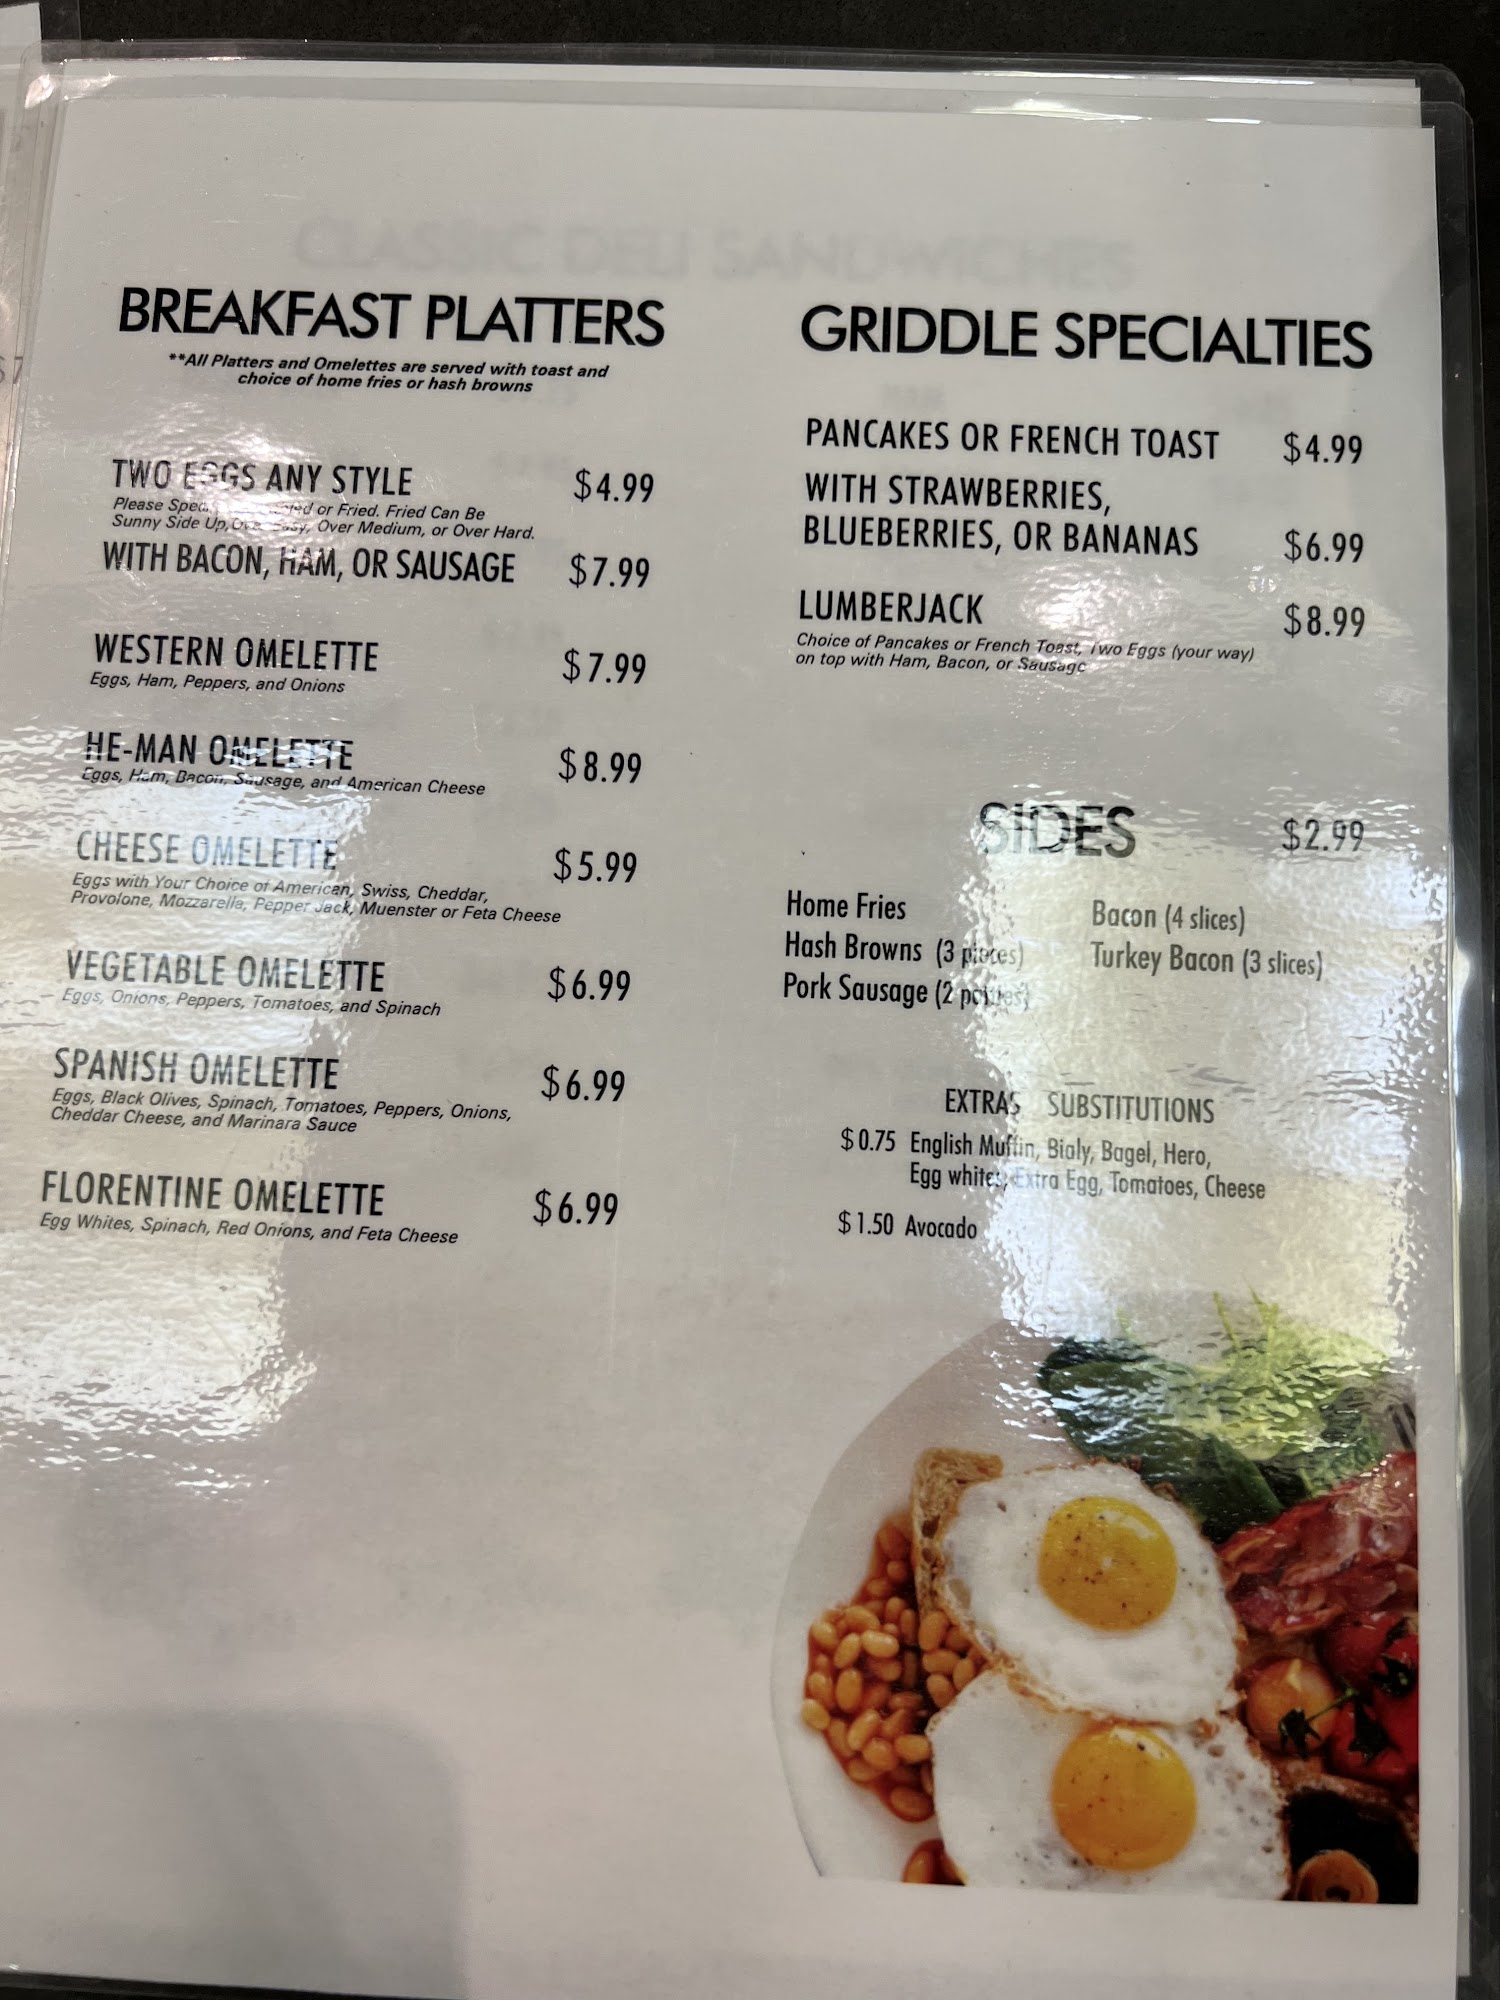 CLASSIC DELI SANDWICHES
BREAKFAST PLATTERS
**All Platters and Omelettes are served with toast and
choice of home fries or hash browns
TWO EGGS ANY STYLE $4.99
Please or Fried. Fried Can Be
Sunny Side Up, Over Easy, Over Medium, or Over Hard.
WITH BACON, HAM, OR SAUSAGE $7.99
WESTERN OMELETTE $7.99
Eggs, Ham, Peppers, and Onions
HE-MAN OMELETTE $8.99
Eggs, Ham, Bacon, Sausage, and American Cheese
CHEESE OMELETTE $5.99
Eggs with Your Choice of American, Swiss, Cheddar,
Provolone, Mozzarella, Pepper Jack, Muenster or Feta Cheese
VEGETABLE OMELETTE $6.99
Eggs, Onions, Peppers, Tomatoes, and Spinach
SPANISH OMELETTE $6.99
Eggs, Black Olives, Spinach, Tomatoes, Peppers, Onions,
Cheddar Cheese, and Marinara Sauce
FLORENTINE OMELETTE $6.99
Egg Whites, Spinach, Red Onions, and Feta Cheese
GRIDDLE SPECIALTIES
PANCAKES OR FRENCH TOAST $4.99
WITH STRAWBERRIES,
BLUEBERRIES, OR BANANAS $6.99
LUMBERJACK $8.99
Choice of Pancakes or French Toast, Two Eggs (your way)
on top with Ham, Bacon, or Sausage
SIDES $2.99
Home Fries
Hash Browns (3 pieces)
Pork Sausage (2 patties)
Bacon (4 slices)
Turkey Bacon (3 slices)
EXTRAS SUBSTITUTIONS
$0.75 English Muffin, Bialy, Bagel, Hero,
Egg whites, Extra Egg, Tomatoes, Cheese
$1.50 Avocado